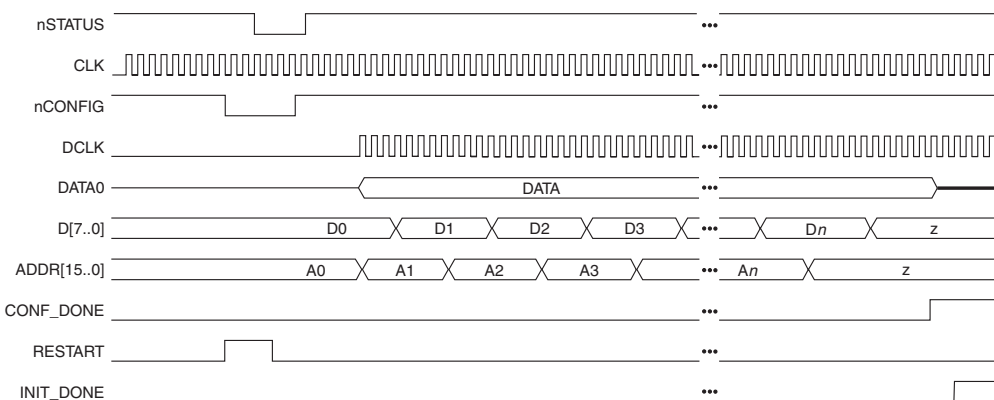 nSTATUS •••
CLK •••
nCONFIG •••
DCLK •••
DATA0 DATA •••
D[7..0] D0 D1 D2 D3 ••• Dn z
ADDR[15..0] A0 A1 A2 A3 ••• An z
CONF_DONE •••
RESTART •••
INIT_DONE •••